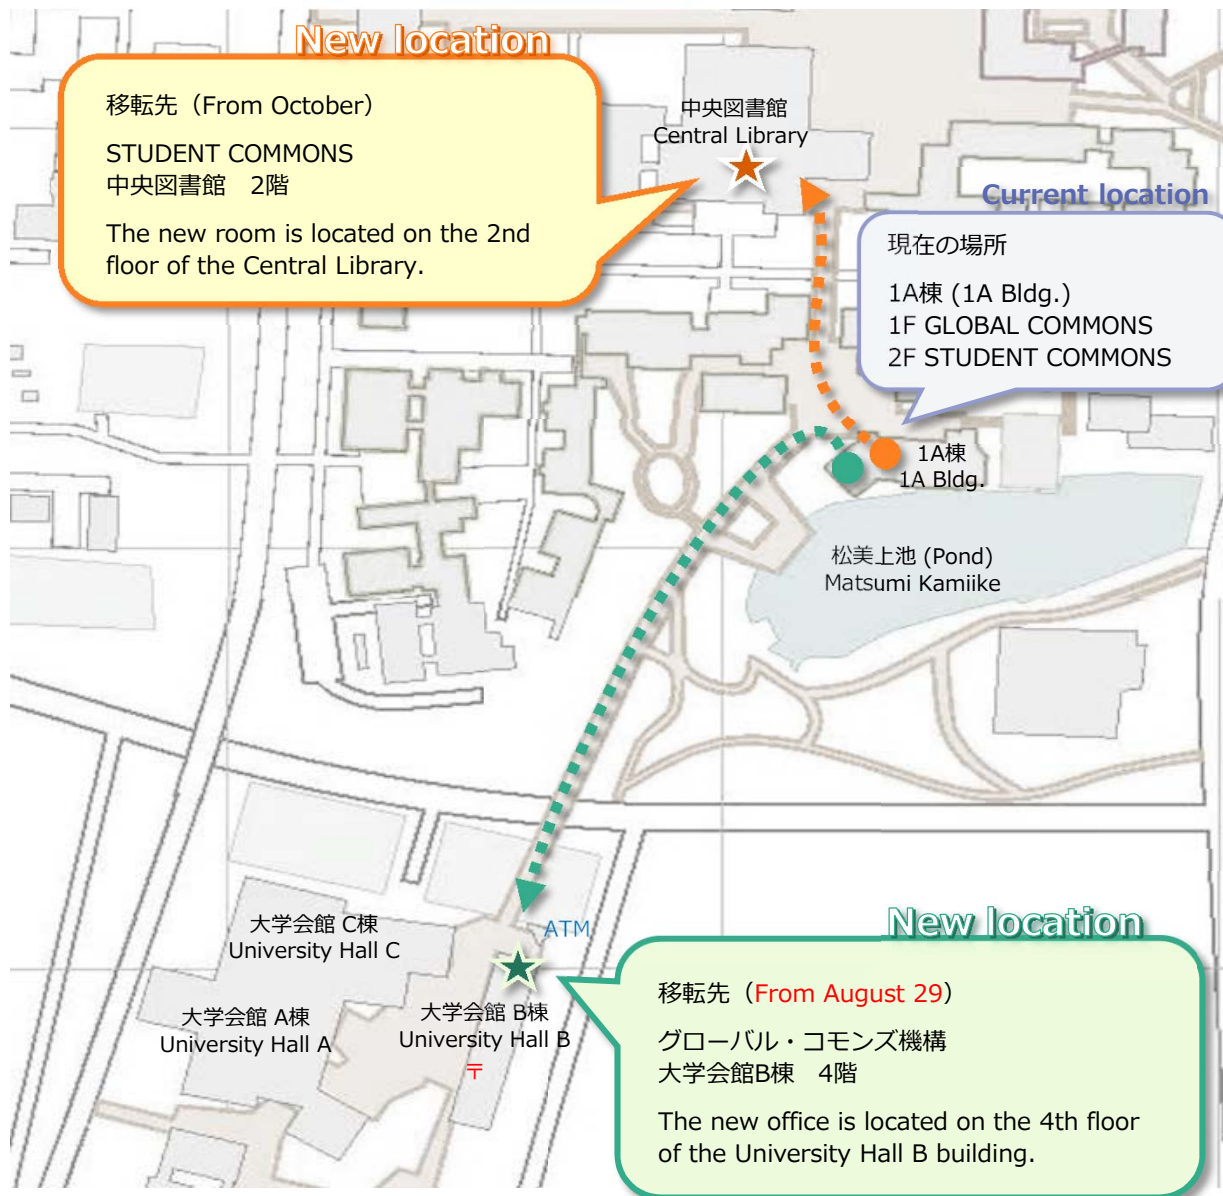 New location
移転先（From October）
STUDENT COMMONS
中央図書館　2階
The new room is located on the 2nd
floor of the Central Library.
中央図書館
Central Library
Current location
現在の場所
1A棟 (1A Bldg.)
1F GLOBAL COMMONS
2F STUDENT COMMONS
1A棟
1A Bldg.
松美上池 (Pond)
Matsumi Kamiike
大学会館 C棟
University Hall C
ATM
大学会館 A棟
University Hall A
大学会館 B棟
University Hall B
〒
New location
移転先（From August 29）
グローバル・コモンズ機構
大学会館B棟　4階
The new office is located on the 4th floor
of the University Hall B building.